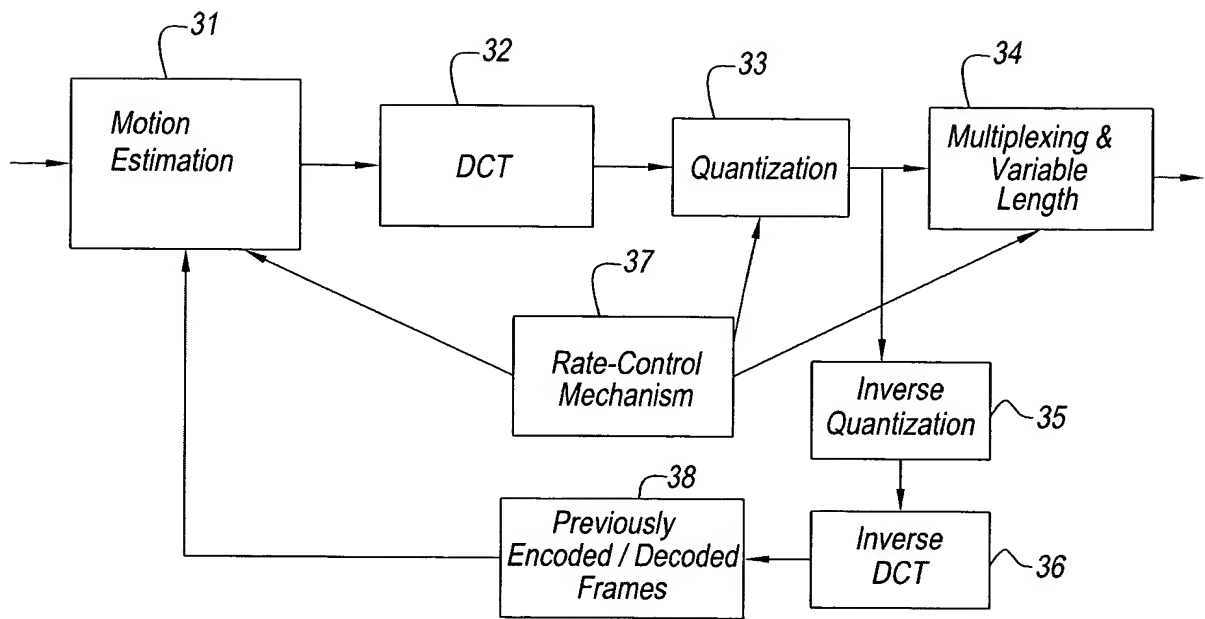 31
Motion
Estimation
32
DCT
33
Quantization
34
Multiplexing &
Variable
Length
37
Rate-Control
Mechanism
Inverse
Quantization
35
38
Previously
Encoded / Decoded
Frames
Inverse
DCT
36